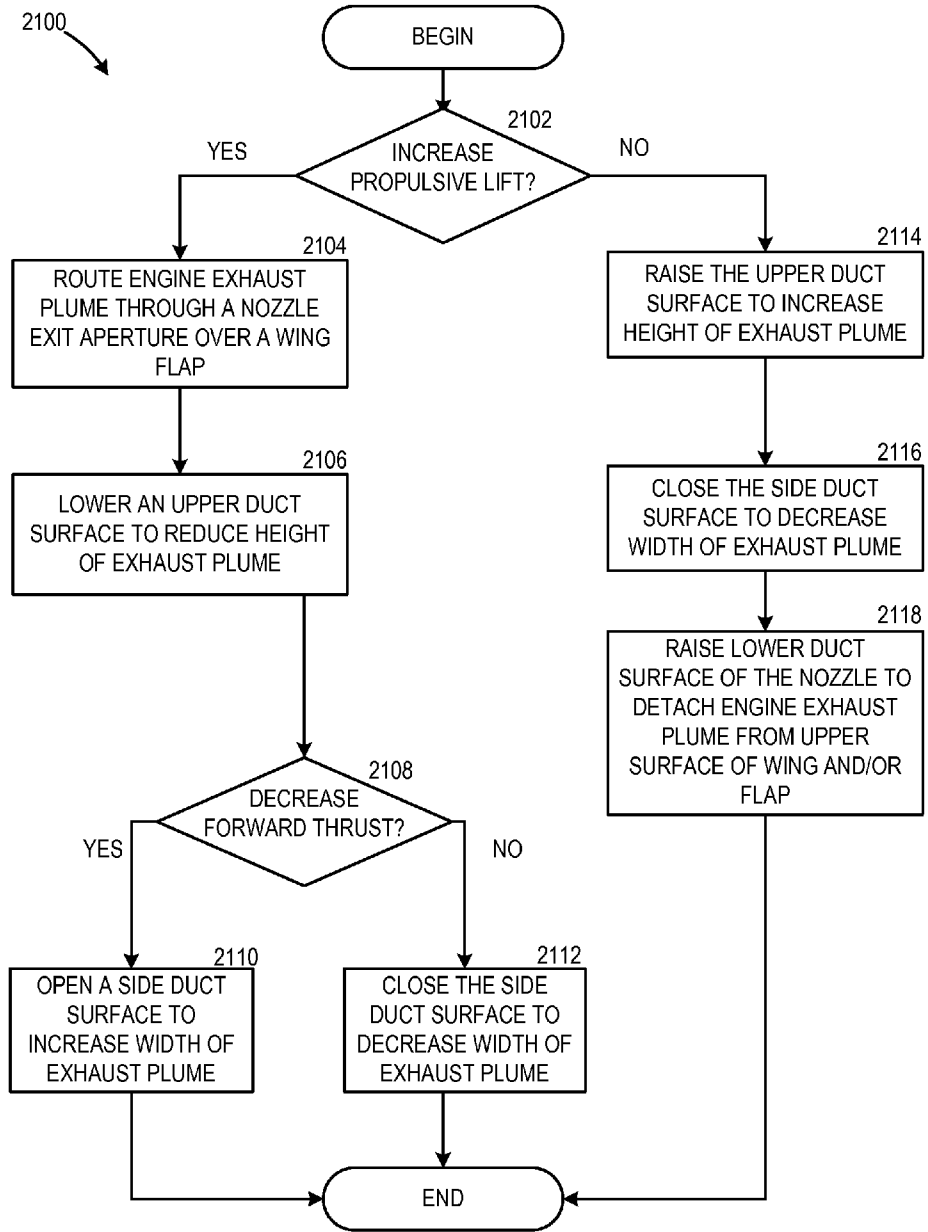 2100
BEGIN
2102
INCREASE
PROPULSIVE LIFT?
YES
NO
2104
ROUTE ENGINE EXHAUST
PLUME THROUGH A NOZZLE
EXIT APERTURE OVER A WING
FLAP
2106
LOWER AN UPPER DUCT
SURFACE TO REDUCE HEIGHT
OF EXHAUST PLUME
2108
DECREASE
FORWARD THRUST?
YES
NO
2110
OPEN A SIDE DUCT
SURFACE TO
INCREASE WIDTH OF
EXHAUST PLUME
2112
CLOSE THE SIDE
DUCT SURFACE TO
DECREASE WIDTH OF
EXHAUST PLUME
2114
RAISE THE UPPER DUCT
SURFACE TO INCREASE
HEIGHT OF EXHAUST PLUME
2116
CLOSE THE SIDE DUCT
SURFACE TO DECREASE
WIDTH OF EXHAUST PLUME
2118
RAISE LOWER DUCT
SURFACE OF THE NOZZLE TO
DETACH ENGINE EXHAUST
PLUME FROM UPPER
SURFACE OF WING AND/OR
FLAP
END